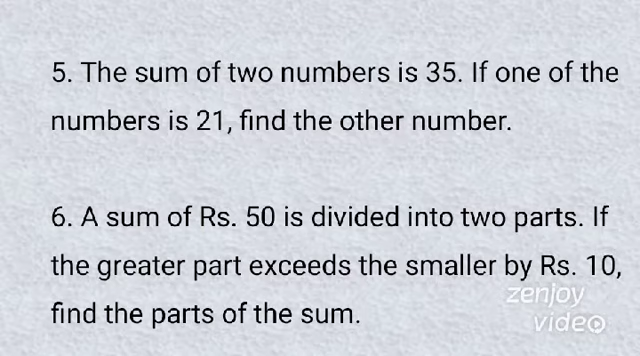 5. The sum of two numbers is 35. If one of the
numbers is 21, find the other number.
6. A sum of Rs. 50 is divided into two parts. If
the greater part exceeds the smaller by Rs. 10,
find the parts of the sum.
zenjoy
video